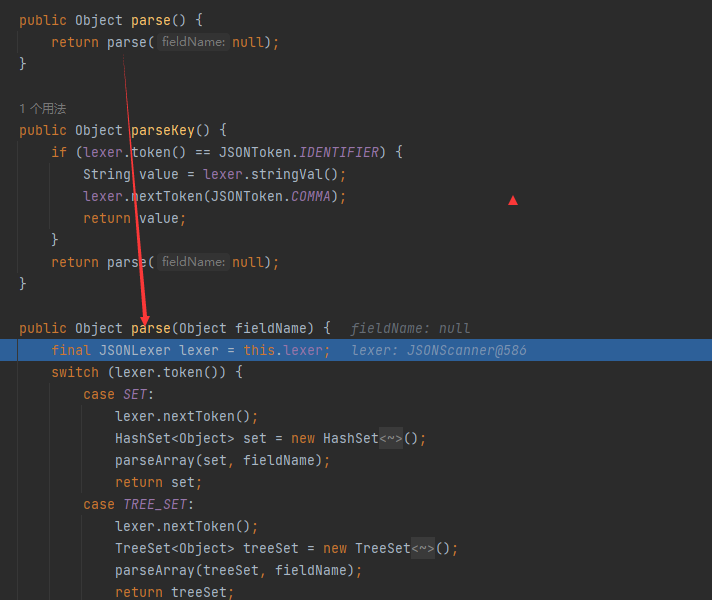 public Object parse() {
    return parse( fieldName: null);
}
1 个用法
public Object parseKey() {
    if (lexer.token() == JSONToken.IDENTIFIER) {
        String value = lexer.stringVal();
        lexer.nextToken(JSONToken.COMMA);
        return value;
    }
    return parse( fieldName: null);
}
public Object parse(Object fieldName) {  fieldName: null
    final JSONLexer lexer = this.lexer;  lexer: JSONScanner@586
    switch (lexer.token()) {
        case SET:
            lexer.nextToken();
            HashSet<Object> set = new HashSet<~>();
            parseArray(set, fieldName);
            return set;
        case TREE_SET:
            lexer.nextToken();
            TreeSet<Object> treeSet = new TreeSet<~>();
            parseArray(treeSet, fieldName);
            return treeSet;